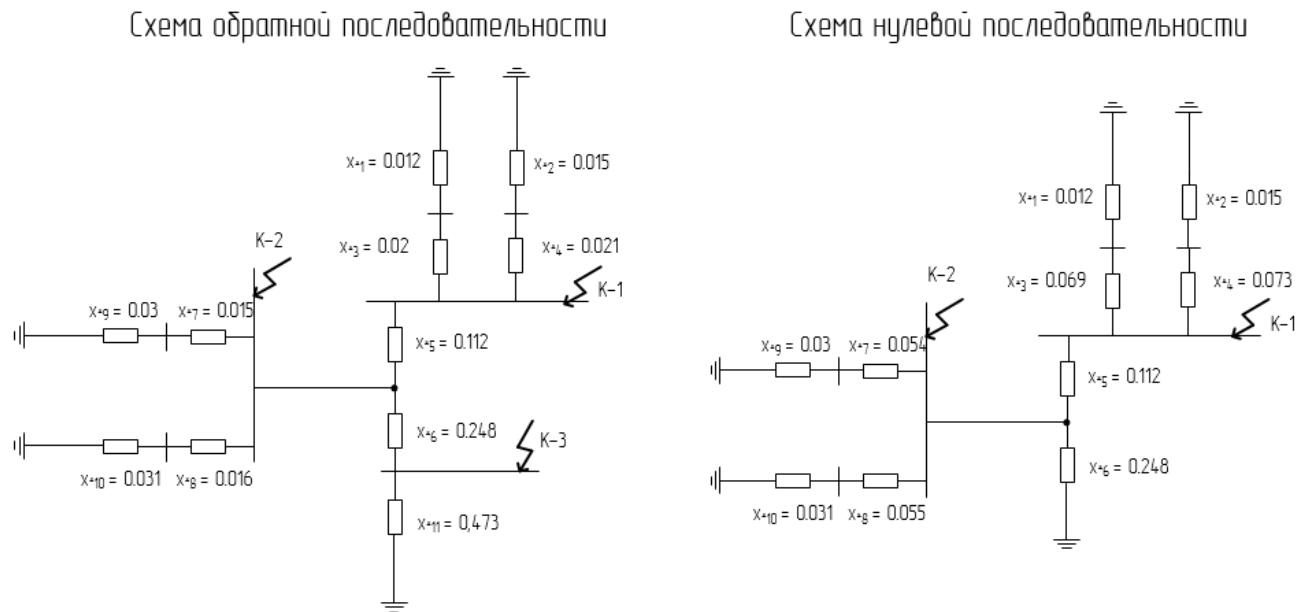 Схема обратной последовательности
x*1 = 0.012
x*2 = 0.015
x*3 = 0.02
x*4 = 0.021
К-2
К-1
x*9 = 0.03
x*7 = 0.015
x*5 = 0.112
x*6 = 0.248
К-3
x*10 = 0.031
x*8 = 0.016
x*11 = 0,473
Схема нулевой последовательности
x*1 = 0.012
x*2 = 0.015
x*3 = 0.069
x*4 = 0.073
К-2
К-1
x*9 = 0.03
x*7 = 0.054
x*5 = 0.112
x*6 = 0.248
x*10 = 0.031
x*8 = 0.055